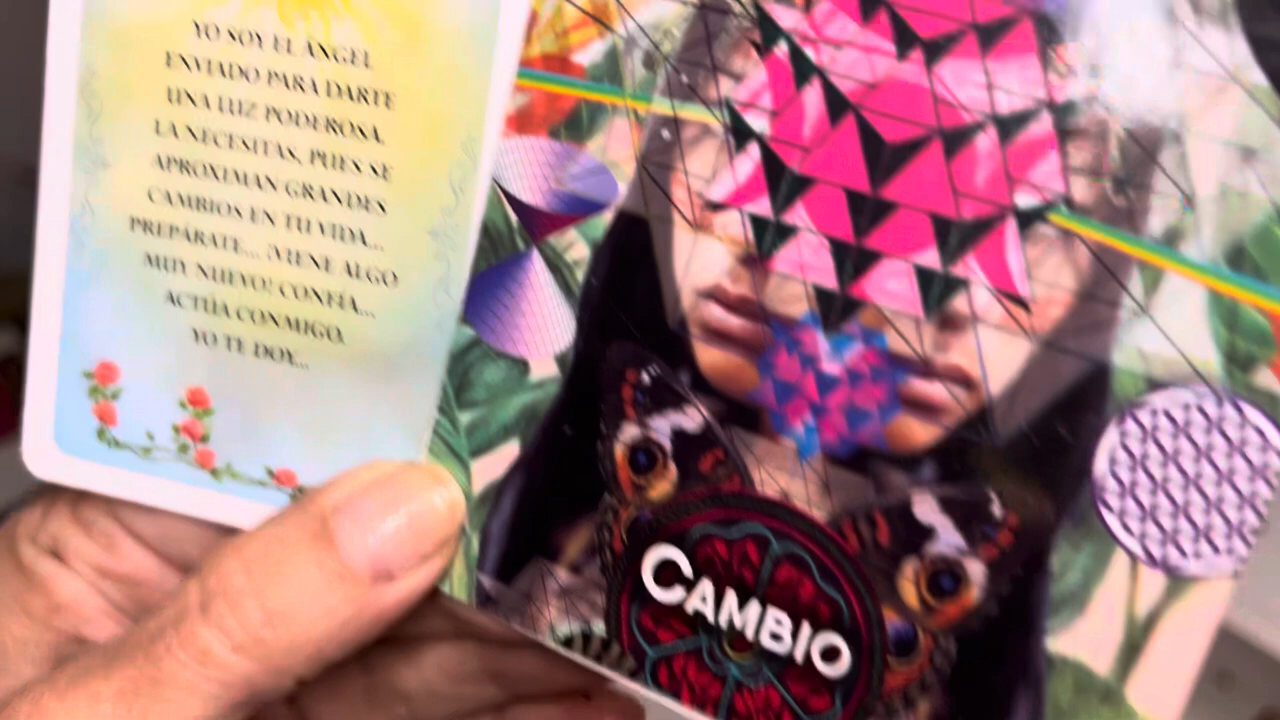 YO SOY EL ÁNGEL
ENVIADO PARA DARTE
UNA LUZ PODEROSA.
LA NECESITAS, PUES SE
APROXIMAN GRANDES
CAMBIOS EN TU VIDA...
PREPÁRATE... ¡VIENE ALGO
MUY NUEVO! CONFÍA...
ACTÚA CONMIGO.
YO TE DOY...
CAMBIO